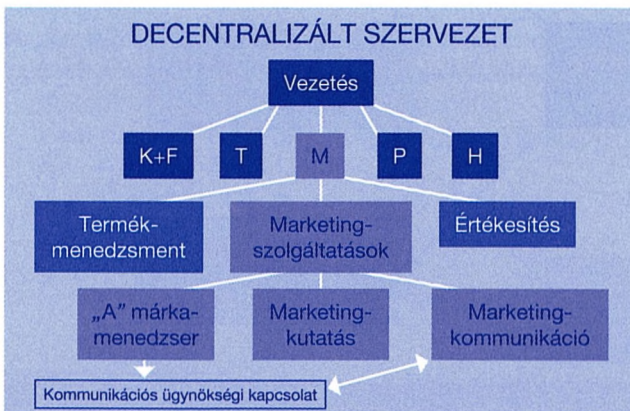 DECENTRALIZÁLT SZERVEZET
Vezetés
K+F
T
M
P
H
Termék-
menedzsment
Marketing-
szolgáltatások
Értékesítés
„A” márka-
menedzser
Marketing-
kutatás
Marketing-
kommunikáció
Kommunikációs ügynökségi kapcsolat